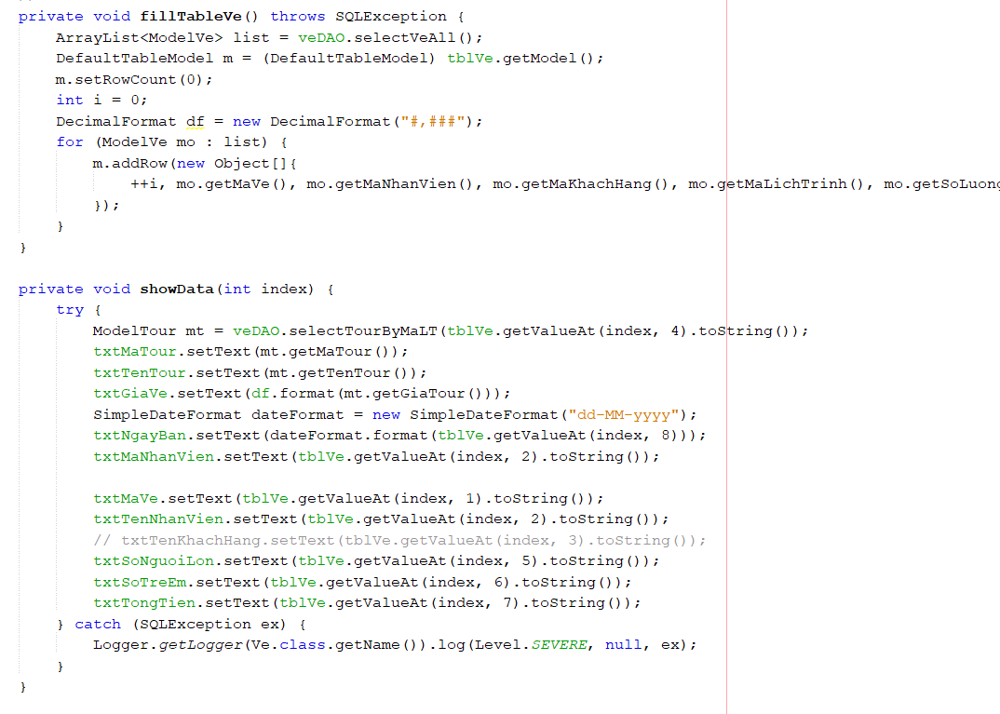 private void fillTableVe() throws SQLException {
    ArrayList<ModelVe> list = veDAO.selectVeAll();
    DefaultTableModel m = (DefaultTableModel) tblVe.getModel();
    m.setRowCount(0);
    int i = 0;
    DecimalFormat df = new DecimalFormat("#,###");
    for (ModelVe mo : list) {
        m.addRow(new Object[]{
            ++i, mo.getMaVe(), mo.getMaNhanVien(), mo.getMaKhachHang(), mo.getMaLichTrinh(), mo.getSoLuong
        });
    }
}
private void showData(int index) {
    try {
        ModelTour mt = veDAO.selectTourByMaLT(tblVe.getValueAt(index, 4).toString());
        txtMaTour.setText(mt.getMaTour());
        txtTenTour.setText(mt.getTenTour());
        txtGiaVe.setText(df.format(mt.getGiaTour()));
        SimpleDateFormat dateFormat = new SimpleDateFormat("dd-MM-yyyy");
        txtNgayBan.setText(dateFormat.format(tblVe.getValueAt(index, 8)));
        txtMaNhanVien.setText(tblVe.getValueAt(index, 2).toString());
        txtMaVe.setText(tblVe.getValueAt(index, 1).toString());
        txtTenNhanVien.setText(tblVe.getValueAt(index, 2).toString());
        // txtTenKhachHang.setText(tblVe.getValueAt(index, 3).toString());
        txtSoNguoiLon.setText(tblVe.getValueAt(index, 5).toString());
        txtSoTreEm.setText(tblVe.getValueAt(index, 6).toString());
        txtTongTien.setText(tblVe.getValueAt(index, 7).toString());
    } catch (SQLException ex) {
        Logger.getLogger(Ve.class.getName()).log(Level.SEVERE, null, ex);
    }
}